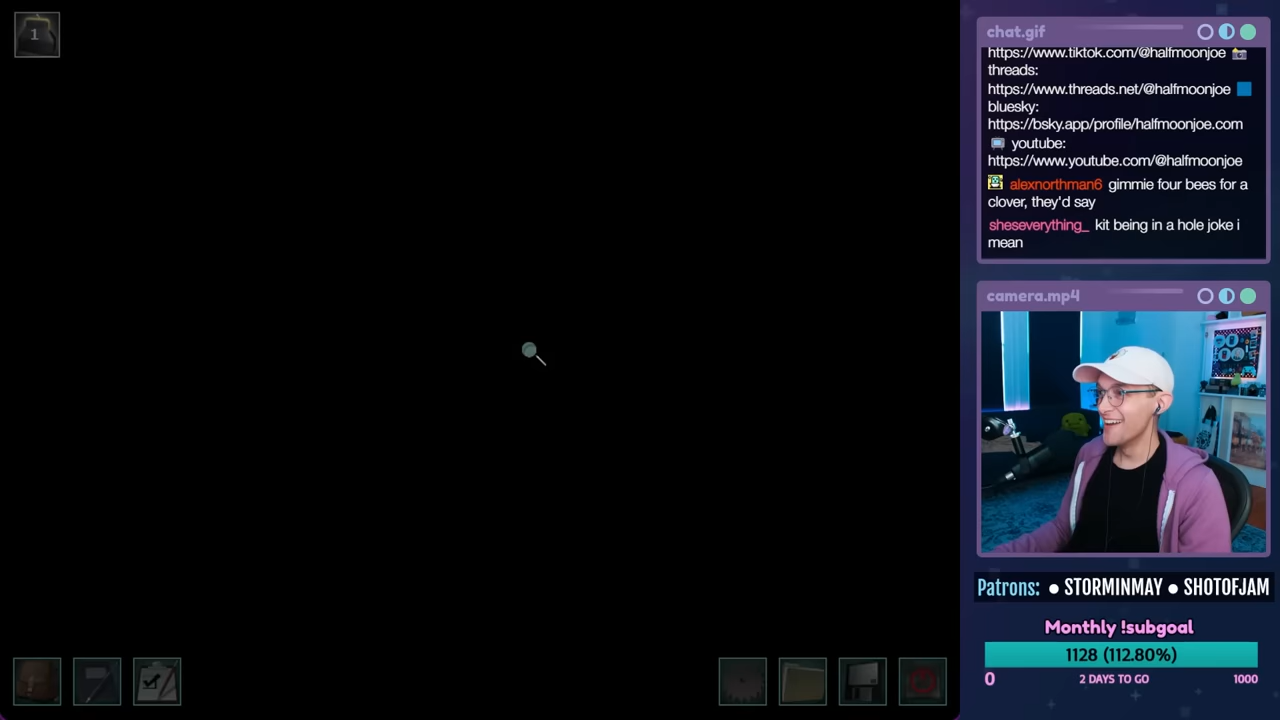 1
chat.gif
https://www.tiktok.com/@halfmoonjoe
threads:
https://www.threads.net/@halfmoonjoe
bluesky:
https://bsky.app/profile/halfmoonjoe.com
youtube:
https://www.youtube.com/@halfmoonjoe
alexnorthman6 gimmie four bees for a
clover, they'd say
sheseverything_ kit being in a hole joke i
mean
camera.mp4
Patrons: ● STORMINMAY ● SHOTOFJAM
Monthly !subgoal
1128 (112.80%)
0 2 DAYS TO GO 1000